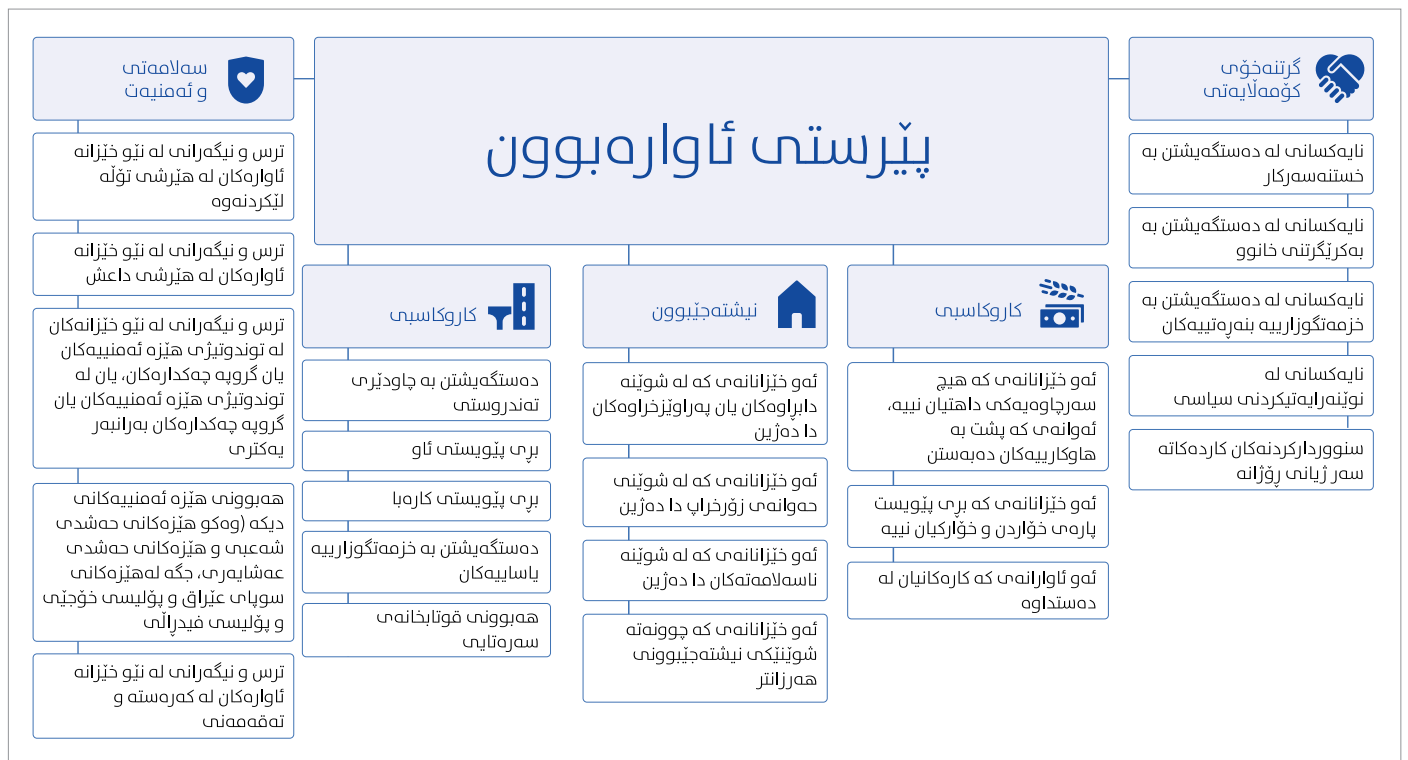 پێرستی ئاوارەبوون
گرتنەخۆی
کۆمەڵایەتی
نایەکسانی لە دەستگەیشتن بە
خستنەسەرکار
نایەکسانی لە دەستگەیشتن بە
بەکرێگرتنی خانوو
نایەکسانی لە دەستگەیشتن بە
خزمەتگوزارییە بنەڕەتییەکان
نایەکسانی لە
نوێنەرایەتیکردنی سیاسی
سنووردارکردنەکان کاردەکاتە
سەر ژیانی ڕۆژانە
کاروکاسبی
ئەو خێزانانەی کە هیچ
سەرچاوەیەکی داهتیان نییە،
ئەوانەی کە پشت بە
هاوکارییەکان دەبەستن
ئەو خێزانانەی کە بڕی پێویست
پارەی خۆاردن و خۆارکیان نییە
ئەو ئاوارانەی کە کارەکانیان لە
دەستداوە
نیشتەجێبوون
ئەو خێزانانەی کە لە شوێنە
دابڕاوەکان یان پەراوێزخراوەکان
دا دەژین
ئەو خێزانانەی کە لە شوێنی
حەوانەی زۆرخراپ دا دەژین
ئەو خێزانانەی کە لە شوێنە
ناسەلامەتەکان دا دەژین
ئەو خێزانانەی کە چوونەتە
شوێنێکی نیشتەجێبوونی
هەرزانتر
کاروکاسبی
دەستگەیشتن بە چاودێری
تەندروستی
بڕی پێویستی ئاو
بڕی پێویستی کارەبا
دەستگەیشتن بە خزمەتگوزارییە
یاساییەکان
هەبوونی قوتابخانەی
سەرەتایی
سەلامەتی
و ئەمنیەت
ترس و نیگەرانی لە نێو خێزانە
ئاوارەکان لە هێرشی تۆڵە
لێکردنەوە
ترس و نیگەرانی لە نێو خێزانە
ئاوارەکان لە هێرشی داعش
ترس و نیگەرانی لە نێو خێزانەکان
لە توندوتیژی هێزە ئەمنییەکان
یان گروپە چەکدارەکان، یان لە
توندوتیژی هێزە ئەمنییەکان یان
گروپە چەکدارەکان بەرانبەر
یەکتری
هەبوونی هێزە ئەمنییەکانی
دیکە (وەکو هێزەکانی حەشدی
شەعبی و هێزەکانی حەشدی
عەشایەری، جگە لەهێزەکانی
سوپای عێراق و پۆلیسی خۆجێی
و پۆلیسی فیدڕاڵی
ترس و نیگەرانی لە نێو خێزانە
ئاوارەکان لە کەرەستە و
تەقەمەنی